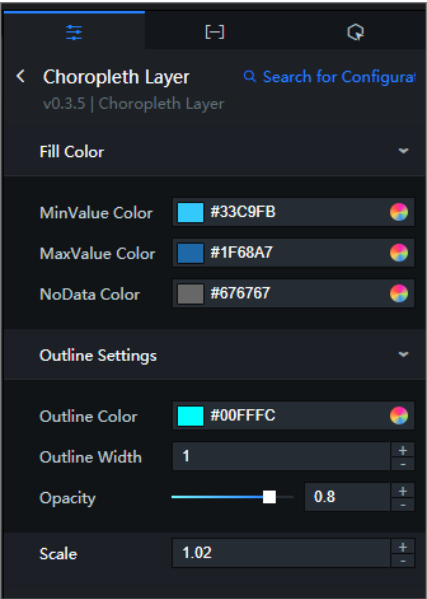 Choropleth Layer
Search for Configurat
v0.3.5 | Choropleth Layer
Fill Color
MinValue Color #33C9FB
MaxValue Color #1F68A7
NoData Color #676767
Outline Settings
Outline Color #00FFFC
Outline Width 1 + -
Opacity 0.8 + -
Scale 1.02 + -